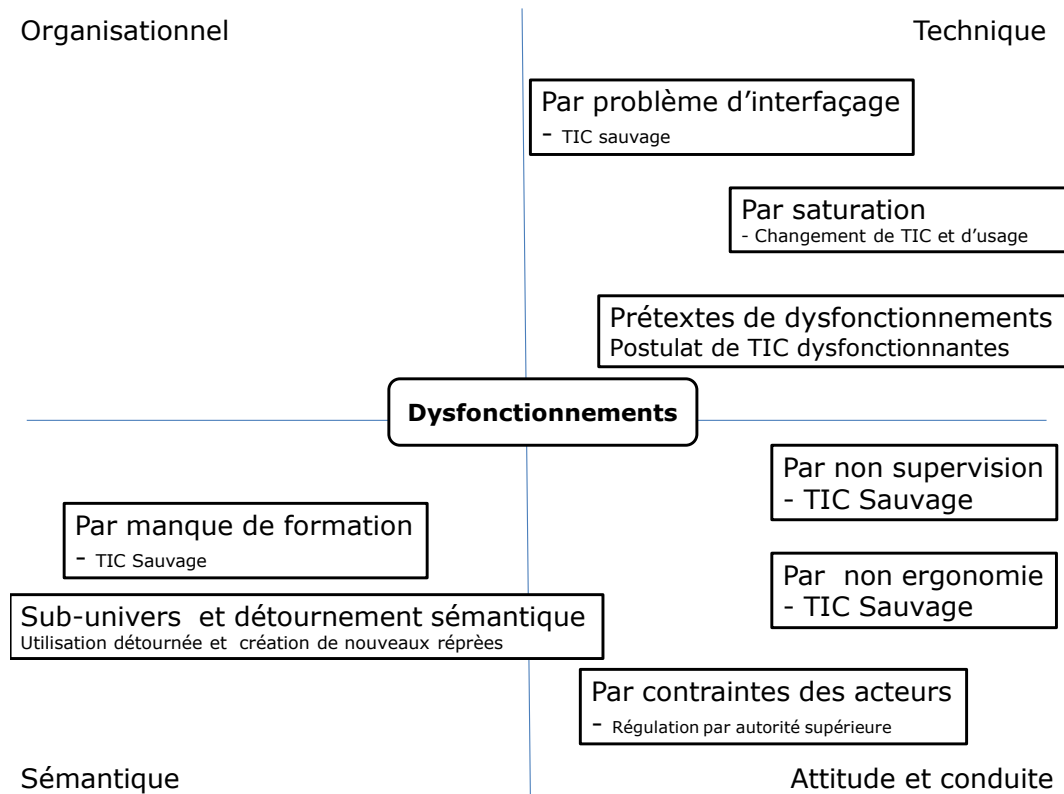 Organisationnel
Technique
Par problème d’interfaçage
- TIC sauvage
Par saturation
- Changement de TIC et d’usage
Prétextes de dysfonctionnements
Postulat de TIC dysfonctionnantes
Dysfonctionnements
Par non supervision
- TIC Sauvage
Par manque de formation
- TIC Sauvage
Par non ergonomie
- TIC Sauvage
Sub-univers et détournement sémantique
Utilisation détournée et création de nouveaux réprèes
Par contraintes des acteurs
- Régulation par autorité supérieure
Sémantique
Attitude et conduite